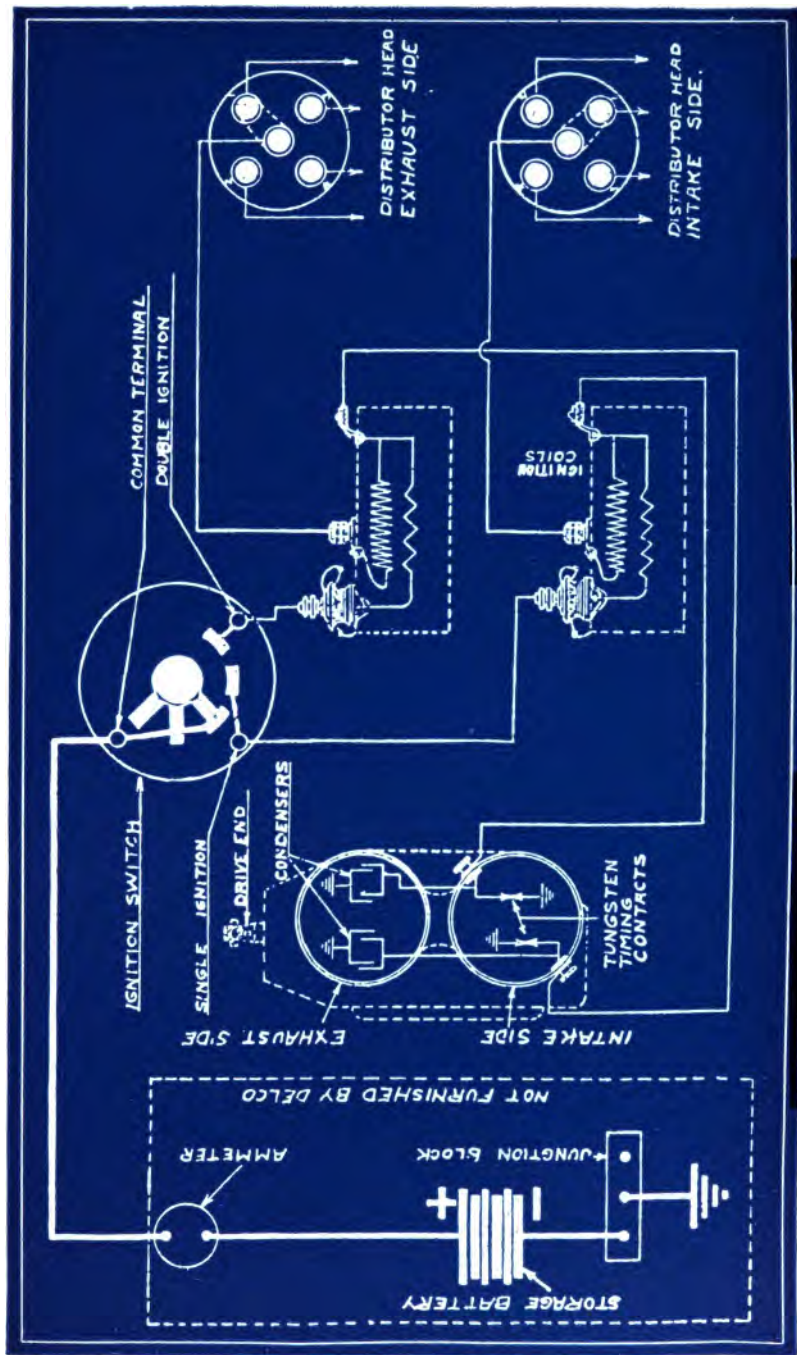 DISTRIBUTOR HEAD
EXHAUST SIDE
DISTRIBUTOR HEAD
INTAKE SIDE.
COMMON TERMINAL
DOUBLE IGNITION
IGNITION
COILS
IGNITION SWITCH
SINGLE IGNITION
DRIVE END
CONDENSERS
TUNGSTEN
TIMING
CONTACTS
EXHAUST SIDE
INTAKE SIDE
NOT FURNISHED BY DELCO
AMMETER
JUNCTION BLOCK
+
-
STORAGE BATTERY